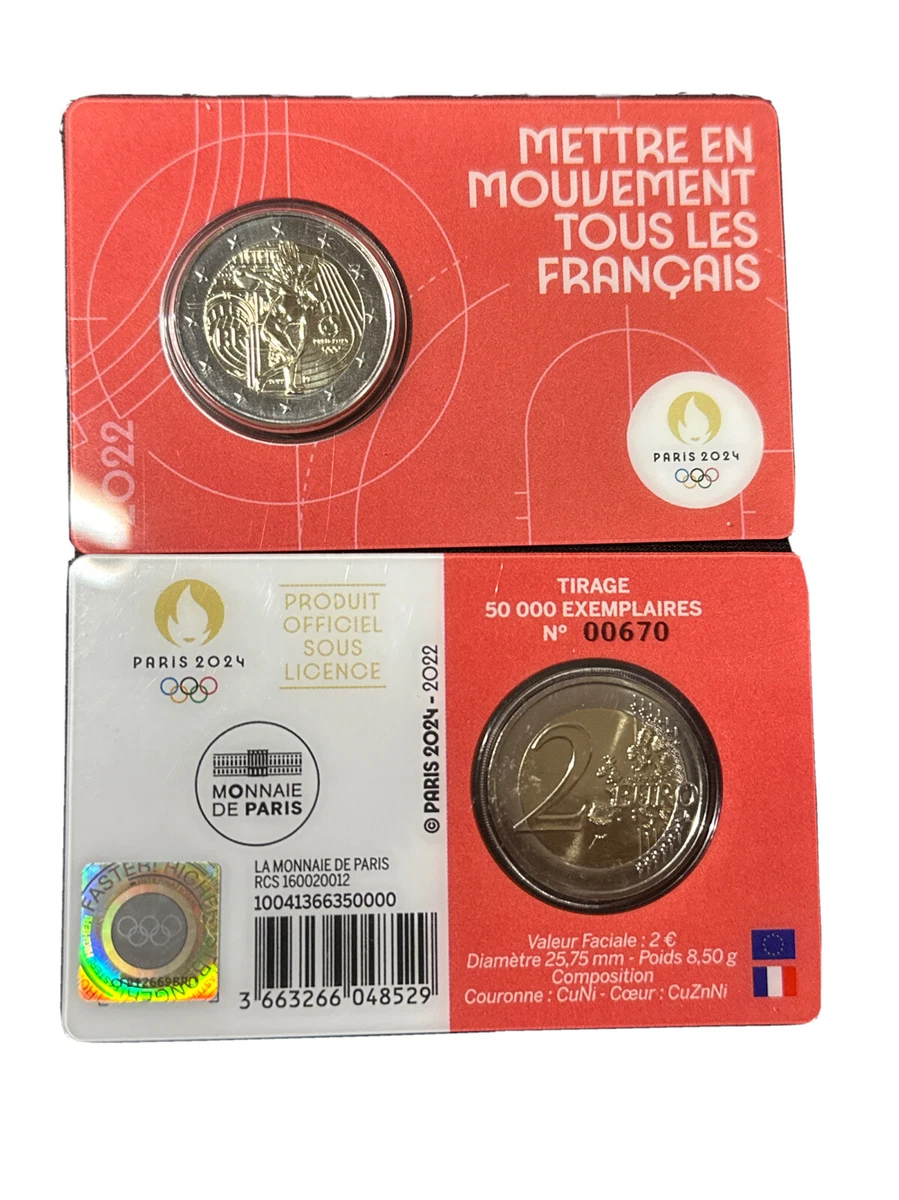 METTRE EN
MOUVEMENT
TOUS LES
FRANÇAIS
2022
PARIS 2024
PARIS 2024
PRODUIT
OFFICIEL
SOUS
LICENCE
© PARIS 2024 - 2022
MONNAIE
DE PARIS
LA MONNAIE DE PARIS
RCS 160020012
10041366350000
3 663266 048529
FASTER! HIGHE
TIRAGE
50 000 EXEMPLAIRES
N° 00670
2 EURO
Valeur Faciale : 2 €
Diamètre 25,75 mm - Poids 8,50 g
Composition
Couronne : CuNi - Cœur : CuZnNi